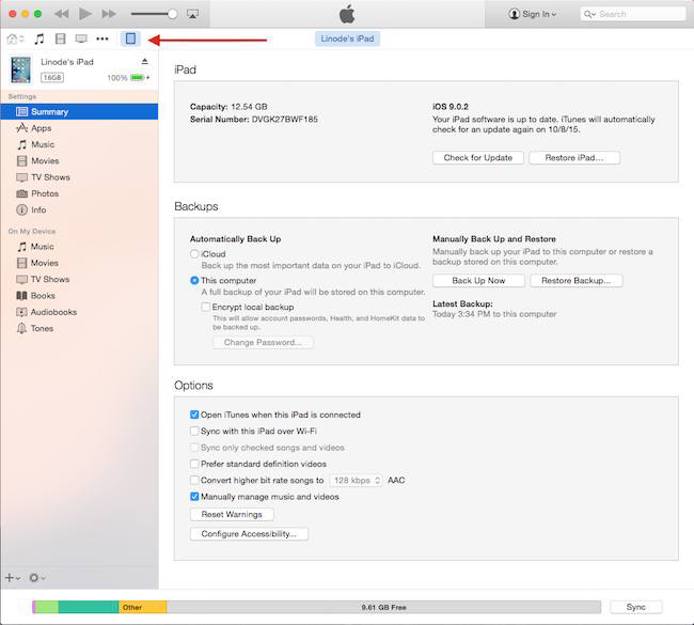 Sign In
Search
Linode's iPad
Linode's iPad
16GB
100%
Settings
Summary
Apps
Music
Movies
TV Shows
Photos
Info
On My Device
Music
Movies
TV Shows
Books
Audiobooks
Tones
iPad
Capacity: 12.54 GB
Serial Number: DVGK27BWF185
iOS 9.0.2
Your iPad software is up to date. iTunes will automatically
check for an update again on 10/8/15.
Check for Update
Restore iPad...
Backups
Automatically Back Up
iCloud
Back up the most important data on your iPad to iCloud.
This computer
A full backup of your iPad will be stored on this computer.
Encrypt local backup
This will allow account passwords, Health, and HomeKit data to
be backed up.
Change Password...
Manually Back Up and Restore
Manually back up your iPad to this computer or restore a
backup stored on this computer.
Back Up Now
Restore Backup...
Latest Backup:
Today 3:34 PM to this computer
Options
Open iTunes when this iPad is connected
Sync with this iPad over Wi-Fi
Sync only checked songs and videos
Prefer standard definition videos
Convert higher bit rate songs to 128 kbps AAC
Manually manage music and videos
Reset Warnings
Configure Accessibility...
Other
9.61 GB Free
Sync